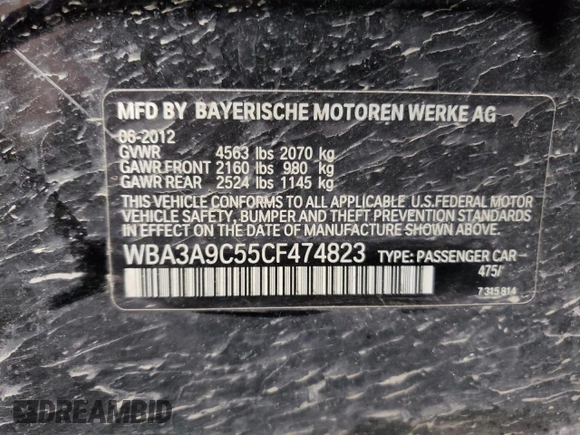 MFD BY BAYERISCHE MOTOREN WERKE AG
06-2012
GVWR 4563 lbs 2070 kg
GAWR FRONT 2160 lbs 980 kg
GAWR REAR 2524 lbs 1145 kg
THIS VEHICLE CONFORMS TO ALL APPLICABLE U.S.FEDERAL MOTOR
VEHICLE SAFETY, BUMPER AND THEFT PREVENTION STANDARDS
IN EFFECT ON THE DATE OF MANUFACTURE SHOWN ABOVE.
WBA3A9C55CF474823 TYPE: PASSENGER CAR
475/
7 315 814
DREAMBID